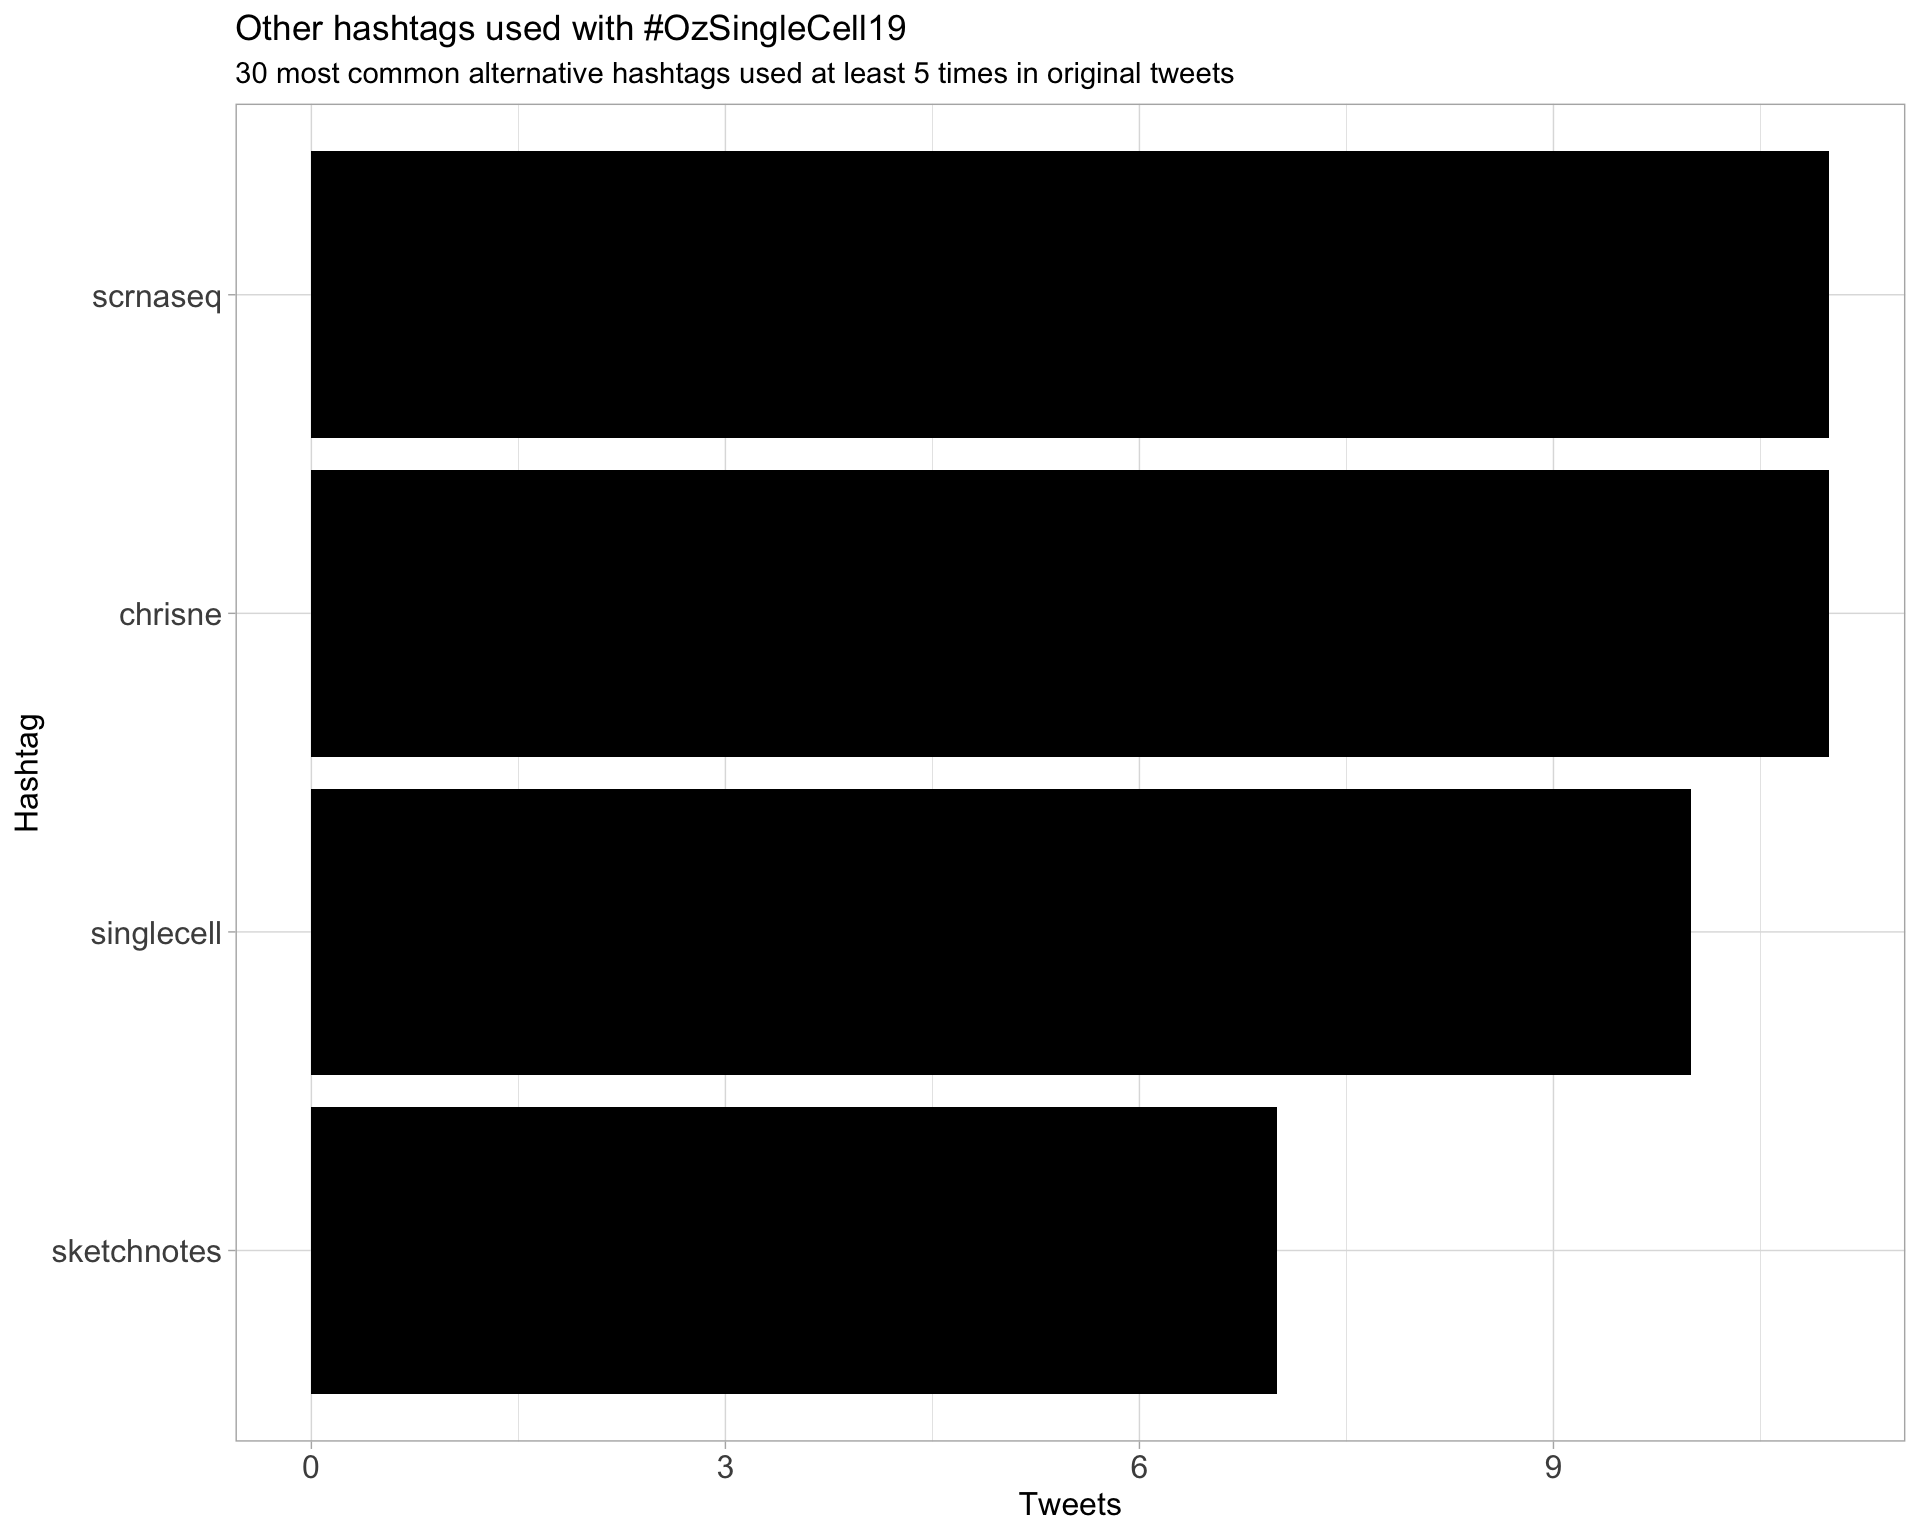 Other hashtags used with #OzSingleCell19
30 most common alternative hashtags used at least 5 times in original tweets
Hashtag
scrnaseq
chrisne
singlecell
sketchnotes
0 3 6 9
Tweets